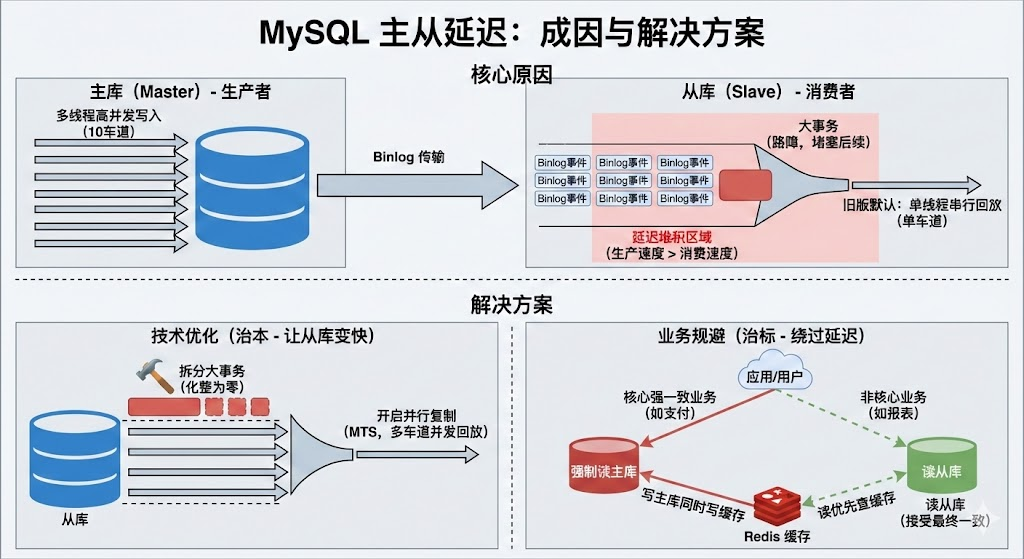 MySQL 主从延迟：成因与解决方案
核心原因
主库（Master）- 生产者
多线程高并发写入
（10车道）
Binlog 传输
从库（Slave）- 消费者
大事务
（路障，堵塞后续）
Binlog事件 Binlog事件 Binlog事件
Binlog事件 Binlog事件 Binlog事件
Binlog事件 Binlog事件 Binlog事件
延迟堆积区域
（生产速度 > 消费速度）
旧版默认：单线程串行回放
（单车道）
解决方案
技术优化（治本 - 让从库变快）
拆分大事务
（化整为零）
开启并行复制
（MTS，多车道并发回放）
从库
业务规避（治标 - 绕过延迟）
应用/用户
核心强一致业务
（如支付）
非核心业务
（如报表）
强制读主库
读从库
写主库同时写缓存
读优先查缓存
Redis 缓存
读从库
（接受最终一致）